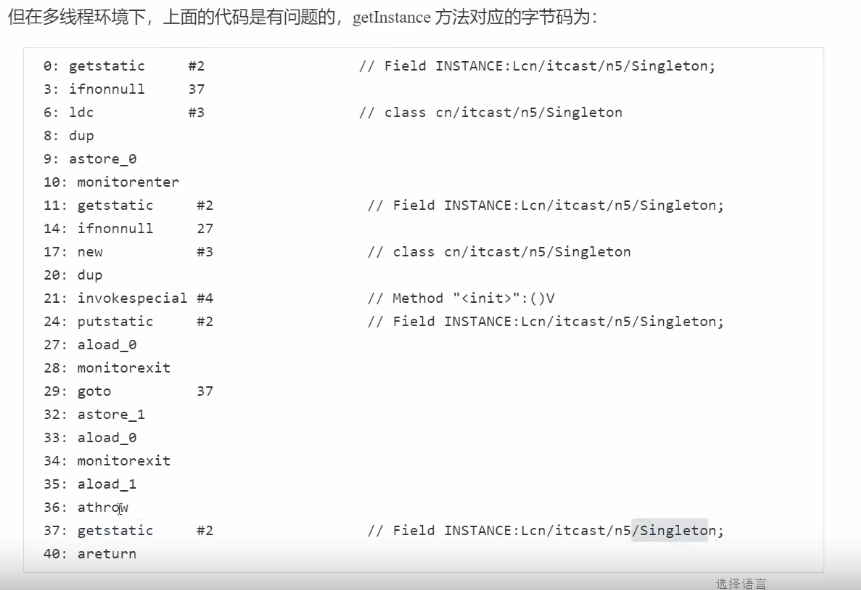 但在多线程环境下，上面的代码是有问题的，getInstance 方法对应的字节码为：
0: getstatic #2 // Field INSTANCE:Lcn/itcast/n5/Singleton;
3: ifnonnull 37
6: ldc #3 // class cn/itcast/n5/Singleton
8: dup
9: astore_0
10: monitorenter
11: getstatic #2 // Field INSTANCE:Lcn/itcast/n5/Singleton;
14: ifnonnull 27
17: new #3 // class cn/itcast/n5/Singleton
20: dup
21: invokespecial #4 // Method "<init>":()V
24: putstatic #2 // Field INSTANCE:Lcn/itcast/n5/Singleton;
27: aload_0
28: monitorexit
29: goto 37
32: astore_1
33: aload_0
34: monitorexit
35: aload_1
36: athrow
37: getstatic #2 // Field INSTANCE:Lcn/itcast/n5/Singleton;
40: areturn
选择语言